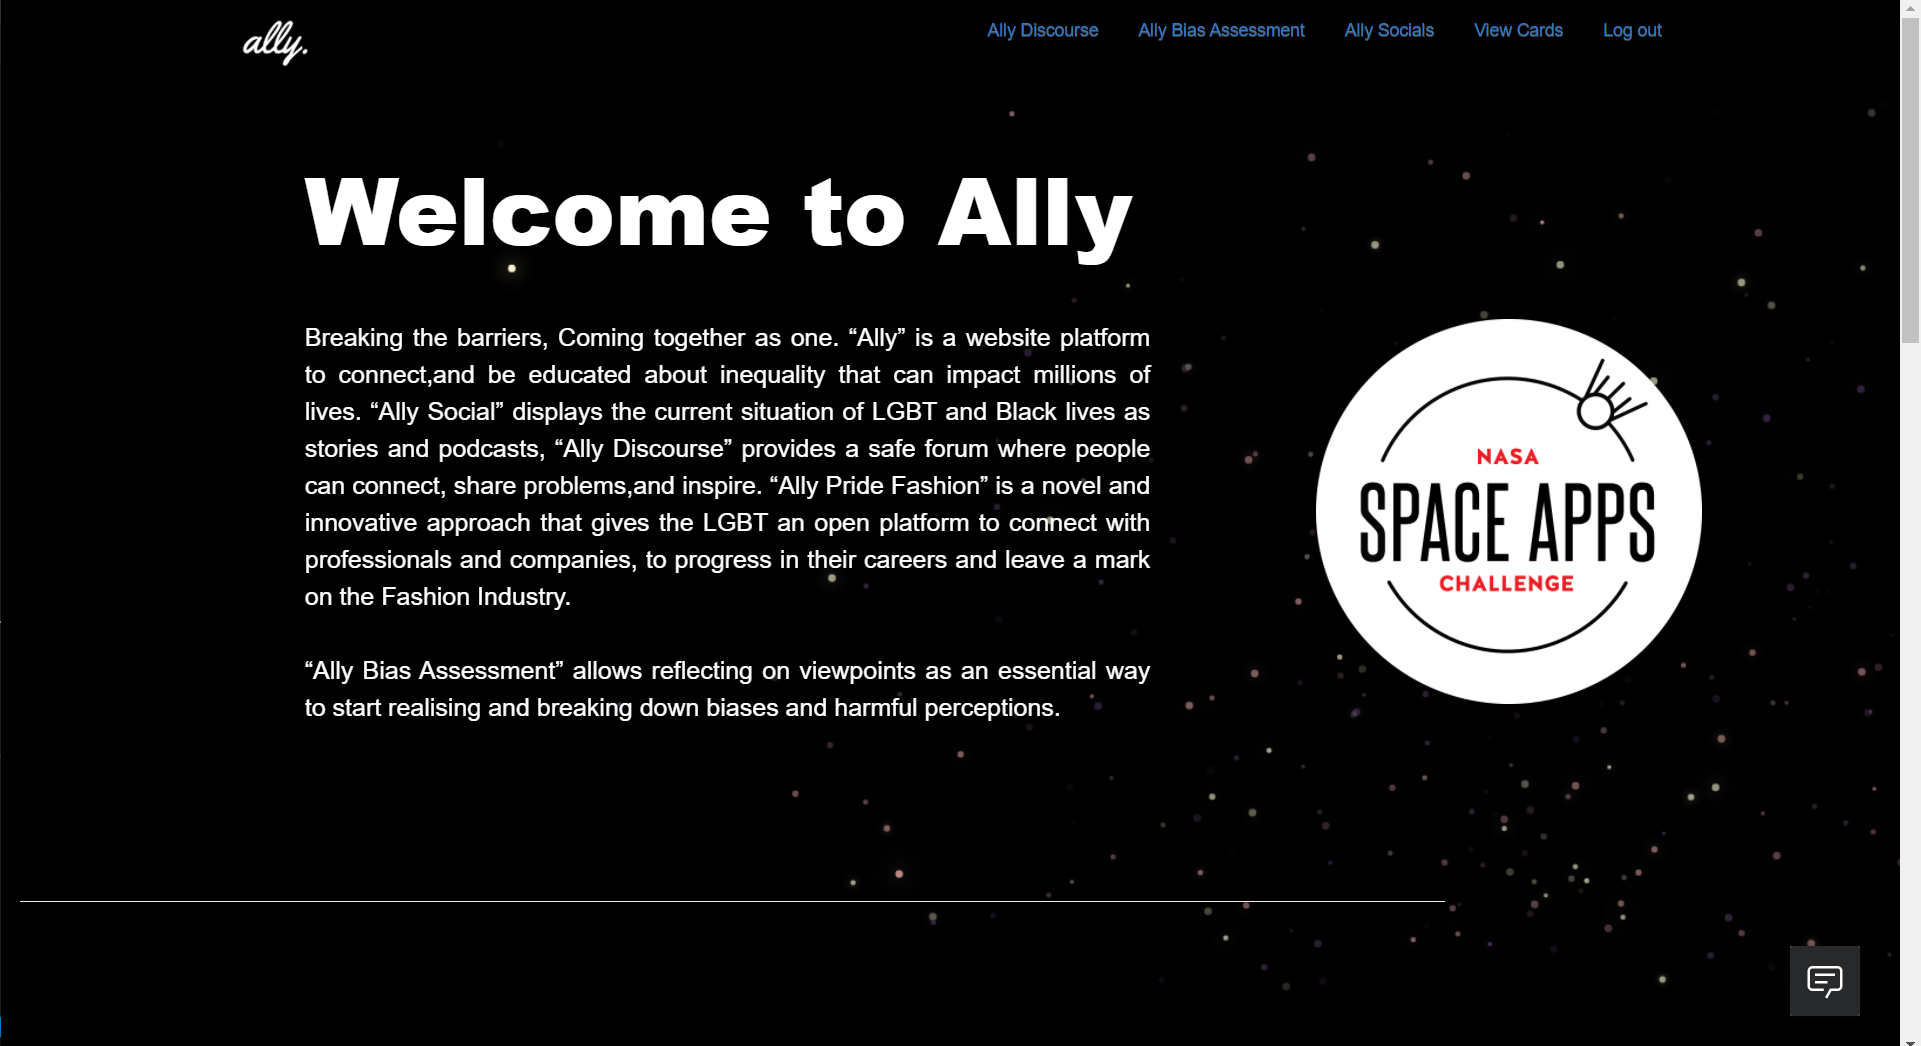 ally.
Ally Discourse
Ally Bias Assessment
Ally Socials
View Cards
Log out
Welcome to Ally
Breaking the barriers, Coming together as one. “Ally” is a website platform
to connect,and be educated about inequality that can impact millions of
lives. “Ally Social” displays the current situation of LGBT and Black lives as
stories and podcasts, “Ally Discourse” provides a safe forum where people
can connect, share problems,and inspire. “Ally Pride Fashion” is a novel and
innovative approach that gives the LGBT an open platform to connect with
professionals and companies, to progress in their careers and leave a mark
on the Fashion Industry.
“Ally Bias Assessment” allows reflecting on viewpoints as an essential way
to start realising and breaking down biases and harmful perceptions.
NASA
SPACE APPS
CHALLENGE